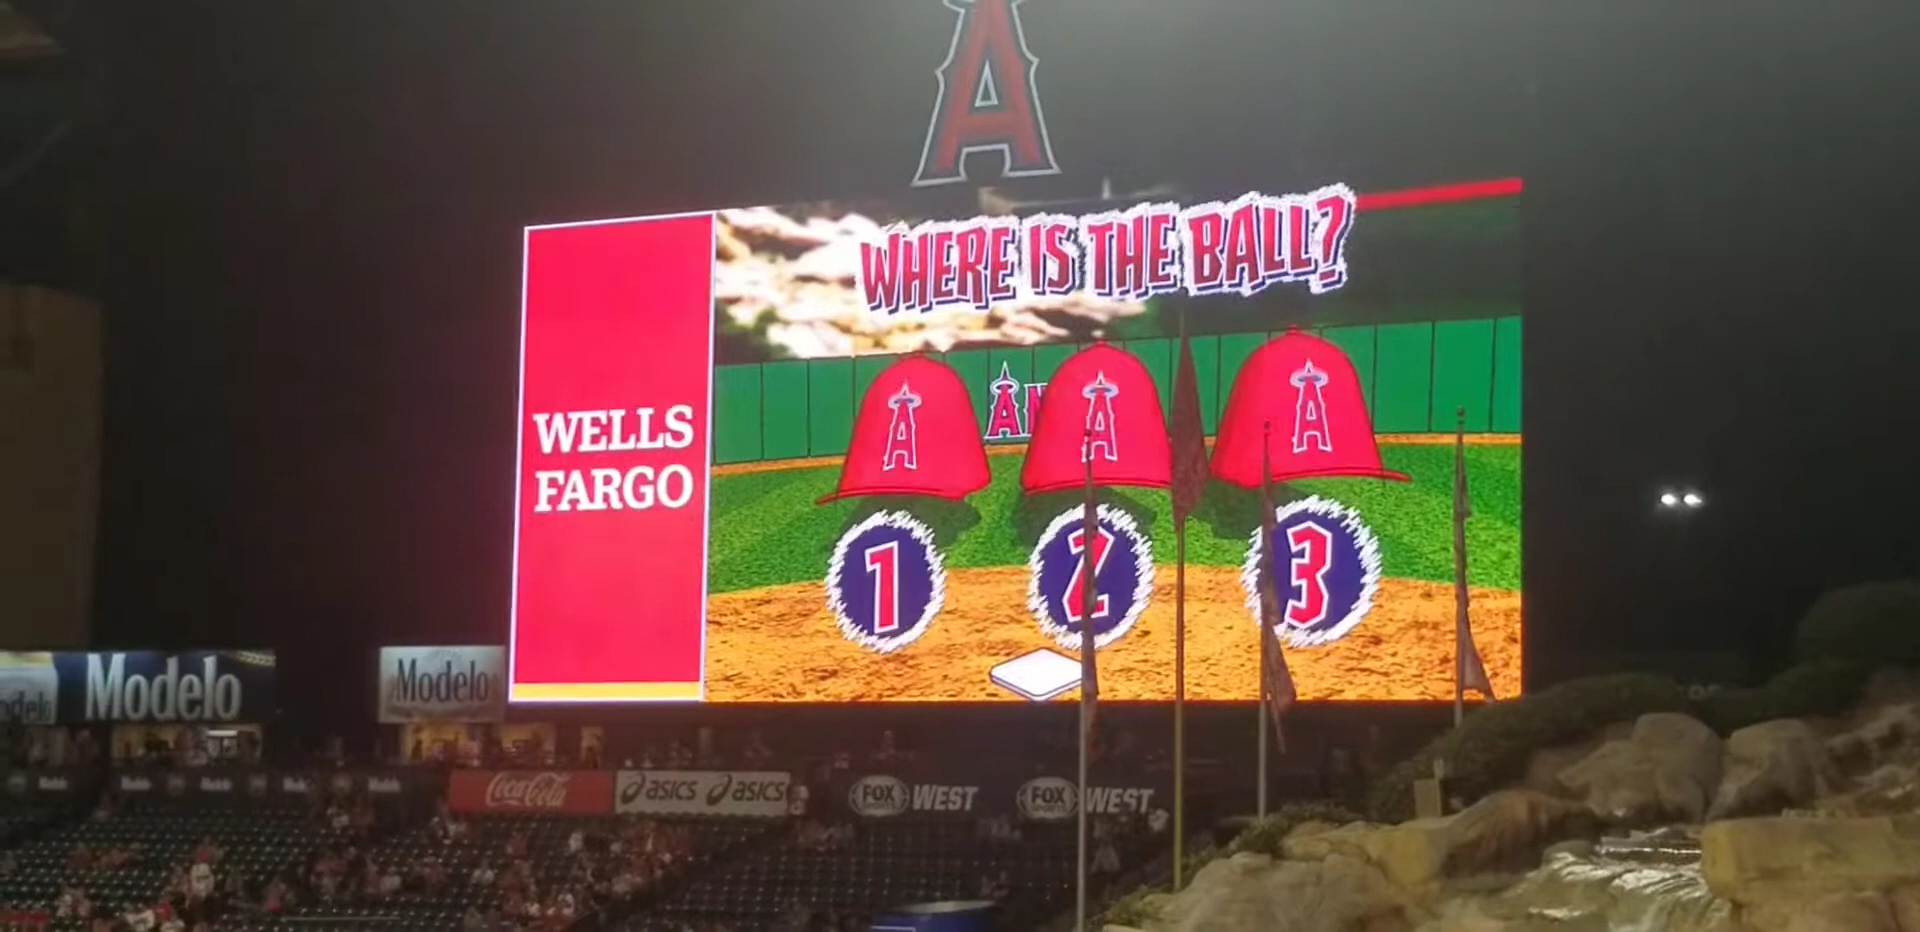 A
WHERE IS THE BALL?
WELLS
FARGO
A
A
A
A
1
2
3
Modelo
Modelo
Coca-Cola
asics
asics
FOX
WEST
FOX
WEST